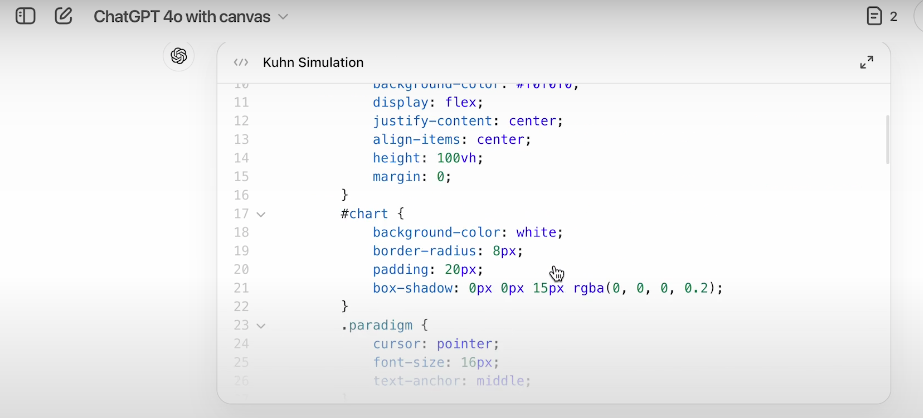 ChatGPT 4o with canvas
2
Kuhn Simulation
10 background-color: #f0f0f0;
11 display: flex;
12 justify-content: center;
13 align-items: center;
14 height: 100vh;
15 margin: 0;
16 }
17 #chart {
18 background-color: white;
19 border-radius: 8px;
20 padding: 20px;
21 box-shadow: 0px 0px 15px rgba(0, 0, 0, 0.2);
22 }
23 .paradigm {
24 cursor: pointer;
25 font-size: 16px;
26 text-anchor: middle;